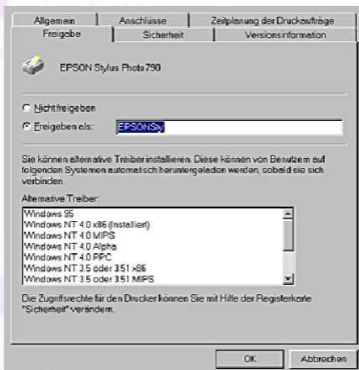 Allgemein Anschlüsse Zeitplanung der Druckaufträge
Freigabe Sicherheit Versionsinformation
EPSON Stylus Photo 790
Nicht freigeben
Freigeben als: EPSONSty
Sie können alternative Treiber installieren. Diese können von Benutzern auf
folgenden Systemen automatisch heruntergeladen werden, sobald sie sich
verbinden.
Alternative Treiber:
Windows 95
Windows NT 4.0 x86 (Installiert)
Windows NT 4.0 MIPS
Windows NT 4.0 Alpha
Windows NT 4.0 PPC
Windows NT 3.5 oder 3.51 x86
Windows NT 3.5 oder 3.51 MIPS
Die Zugriffsrechte für den Drucker können Sie mit Hilfe der Registerkarte
"Sicherheit" verändern.
OK Abbrechen